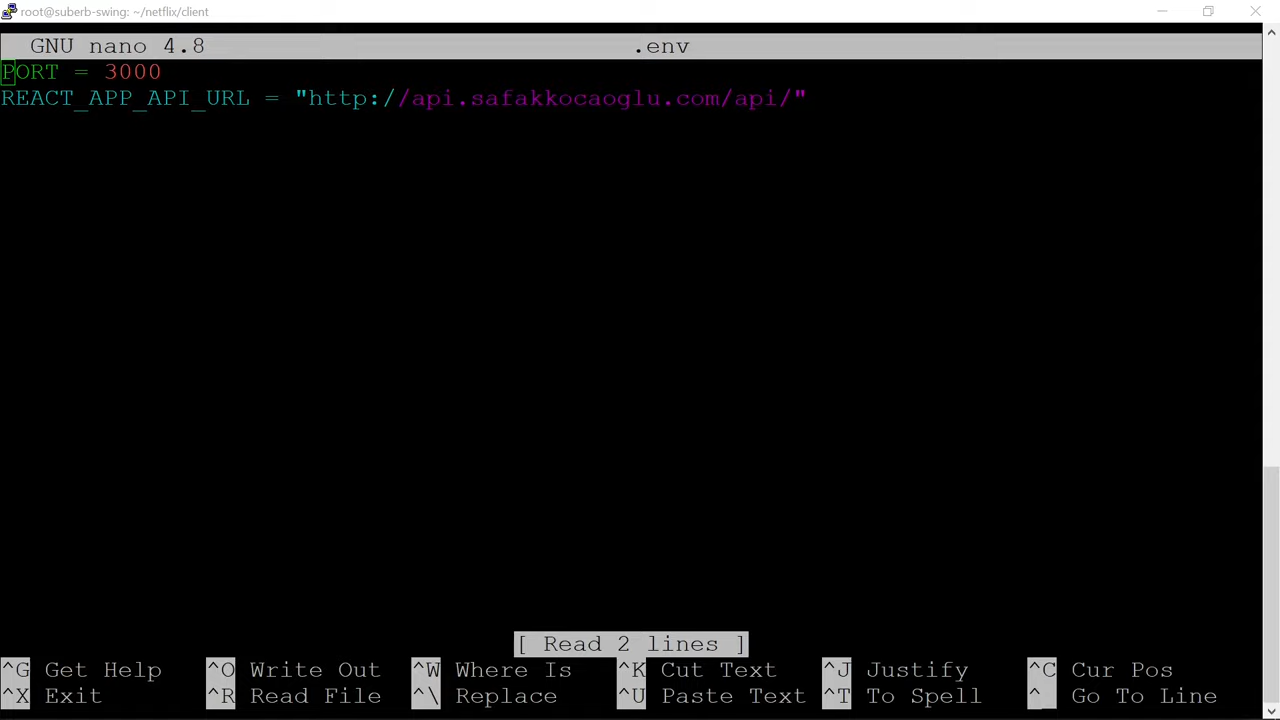 root@suberb-swing: ~/netflix/client
GNU nano 4.8 .env
PORT = 3000
REACT_APP_API_URL = "http://api.safakkocaoglu.com/api/"
[ Read 2 lines ]
^G Get Help ^O Write Out ^W Where Is ^K Cut Text ^J Justify ^C Cur Pos
^X Exit ^R Read File ^\ Replace ^U Paste Text ^T To Spell ^_ Go To Line